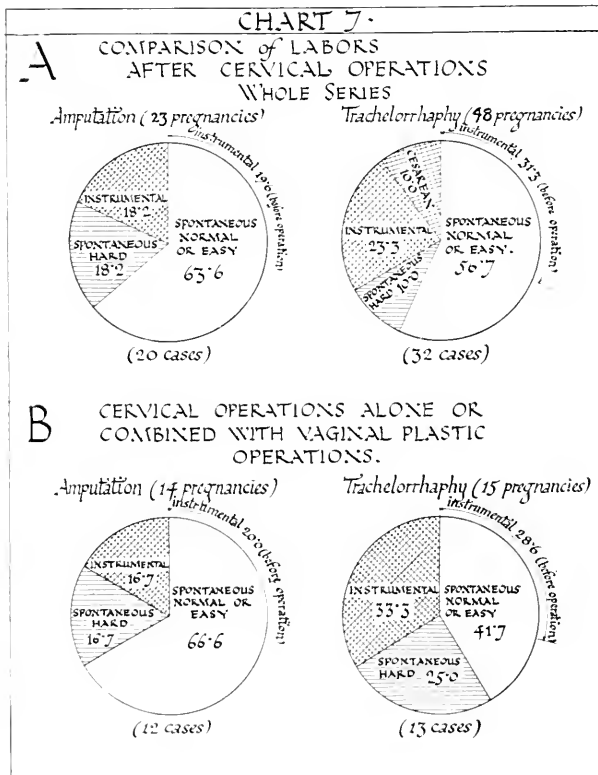 CHART 7.
A COMPARISON of LABORS
AFTER CERVICAL OPERATIONS
WHOLE SERIES
Amputation (23 pregnancies)
instrumental 19·0 (before operation)
INSTRUMENTAL
18·2
SPONTANEOUS
HARD
18·2
SPONTANEOUS
NORMAL
OR EASY
63·6
(20 cases)
Trachelorrhaphy (48 pregnancies)
instrumental 31·3 (before operation)
CESAREAN
10·0
INSTRUMENTAL
23·3
SPONTANEOUS
HARD 10·0
SPONTANEOUS
NORMAL
OR EASY.
56·7
(32 cases)
B CERVICAL OPERATIONS ALONE OR
COMBINED WITH VAGINAL PLASTIC
OPERATIONS.
Amputation (14 pregnancies)
instrumental 20·0 (before operation)
INSTRUMENTAL
16·7
SPONTANEOUS
HARD
16·7
SPONTANEOUS
NORMAL OR
EASY
66·6
(12 cases)
Trachelorrhaphy (15 pregnancies)
instrumental 28·6 (before operation)
INSTRUMENTAL
33·3
SPONTANEOUS
HARD 25·0
SPONTANEOUS
NORMAL
OR EASY
41·7
(13 cases)